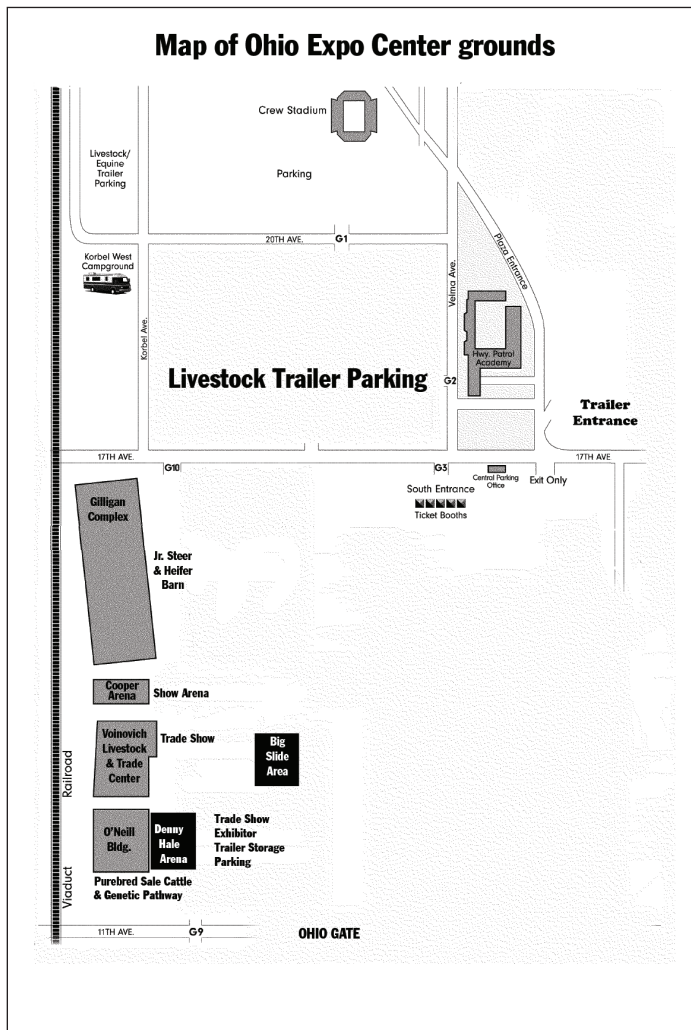 Map of Ohio Expo Center grounds
Crew Stadium
Livestock/
Equine
Trailer
Parking
Parking
20TH AVE.
G1
Korbel West
Campground
Plaza Entrance
Velma Ave.
Korbel Ave.
Hwy. Patrol
Academy
Livestock Trailer Parking
G2
Trailer
Entrance
17TH AVE.
17TH AVE.
G10
G3
Central Parking
Office
Exit Only
South Entrance
Ticket Booths
Gilligan
Complex
Jr. Steer
& Heifer
Barn
Cooper
Arena
Show Arena
Voinovich
Livestock
& Trade
Center
Trade Show
Big
Slide
Area
Railroad
O'Neill
Bldg.
Denny
Hale
Arena
Trade Show
Exhibitor
Trailer Storage
Parking
Viaduct
Purebred Sale Cattle
& Genetic Pathway
11TH AVE.
G9
OHIO GATE